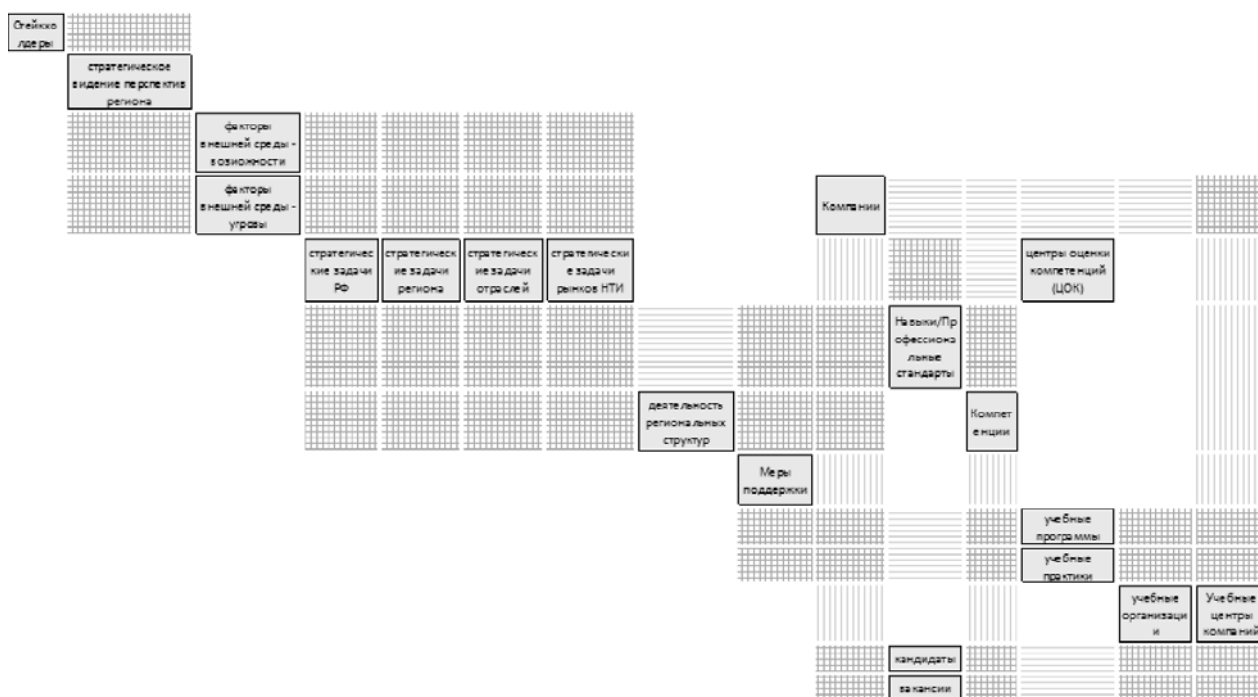 Стейкхо
лдеры
стратегическое
видение перспектив
региона
факторы
внешней среды -
возможности
факторы
внешней среды -
угрозы
Компании
стратегичес
кие задачи
РФ
стратегическ
ие задачи
региона
стратегическ
ие задачи
отраслей
стратегически
е задачи
рынков НТИ
центры оценки
компетенций
(ЦОК)
Навыки/Пр
офессиона
льные
стандарты
деятельность
региональных
структур
Компет
енции
Меры
поддержки
учебные
программы
учебные
практики
учебные
организаци
и
Учебные
центры
компаний
кандидаты
вакансии